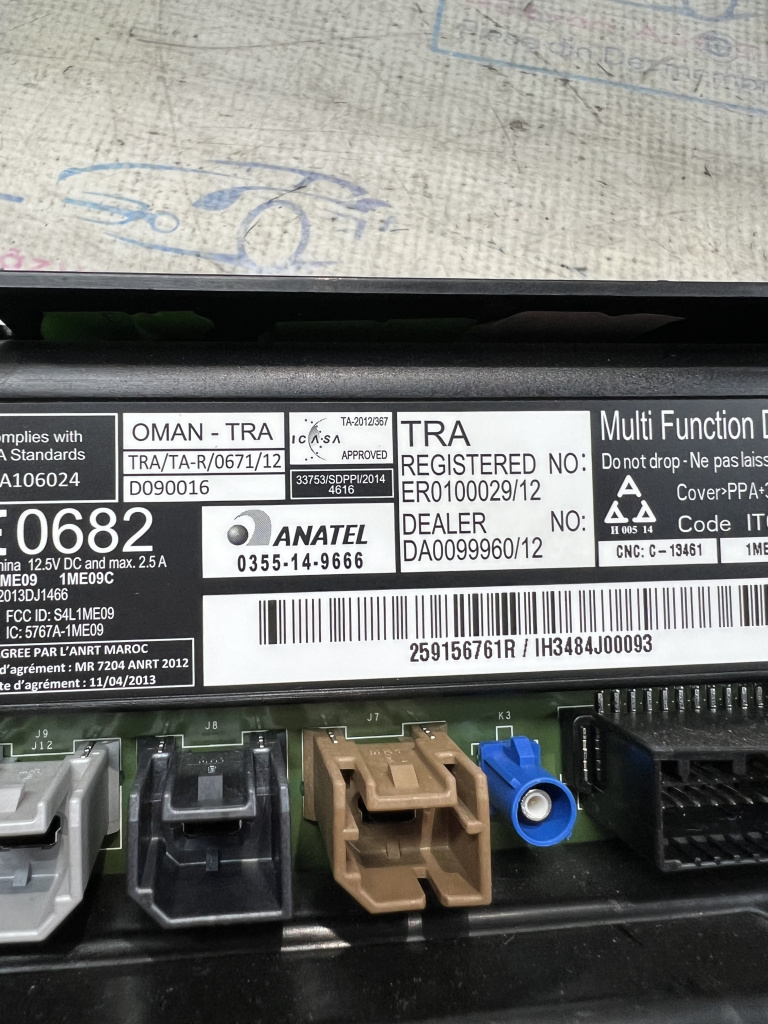 omplies with
A Standards
A106024
OMAN - TRA
TRA/TA-R/0671/12
D090016
ICASA
TA-2012/367
APPROVED
33753/SDPPI/2014
4616
TRA
REGISTERED NO:
ER0100029/12
DEALER NO:
DA0099960/12
Multi Function D
Do not drop - Ne pas laiss
Cover>PPA+
Code ITC
H 005 14
CNC: C-13461
1ME
E0682
hina 12.5V DC and max. 2.5 A
1ME09 1ME09C
2013DJ1466
FCC ID: S4L1ME09
IC: 5767A-1ME09
AGREE PAR L'ANRT MAROC
d'agrément : MR 7204 ANRT 2012
te d'agrément : 11/04/2013
ANATEL
0355-14-9666
259156761R / IH3484J00093
J9
J12
J8
J7
K3